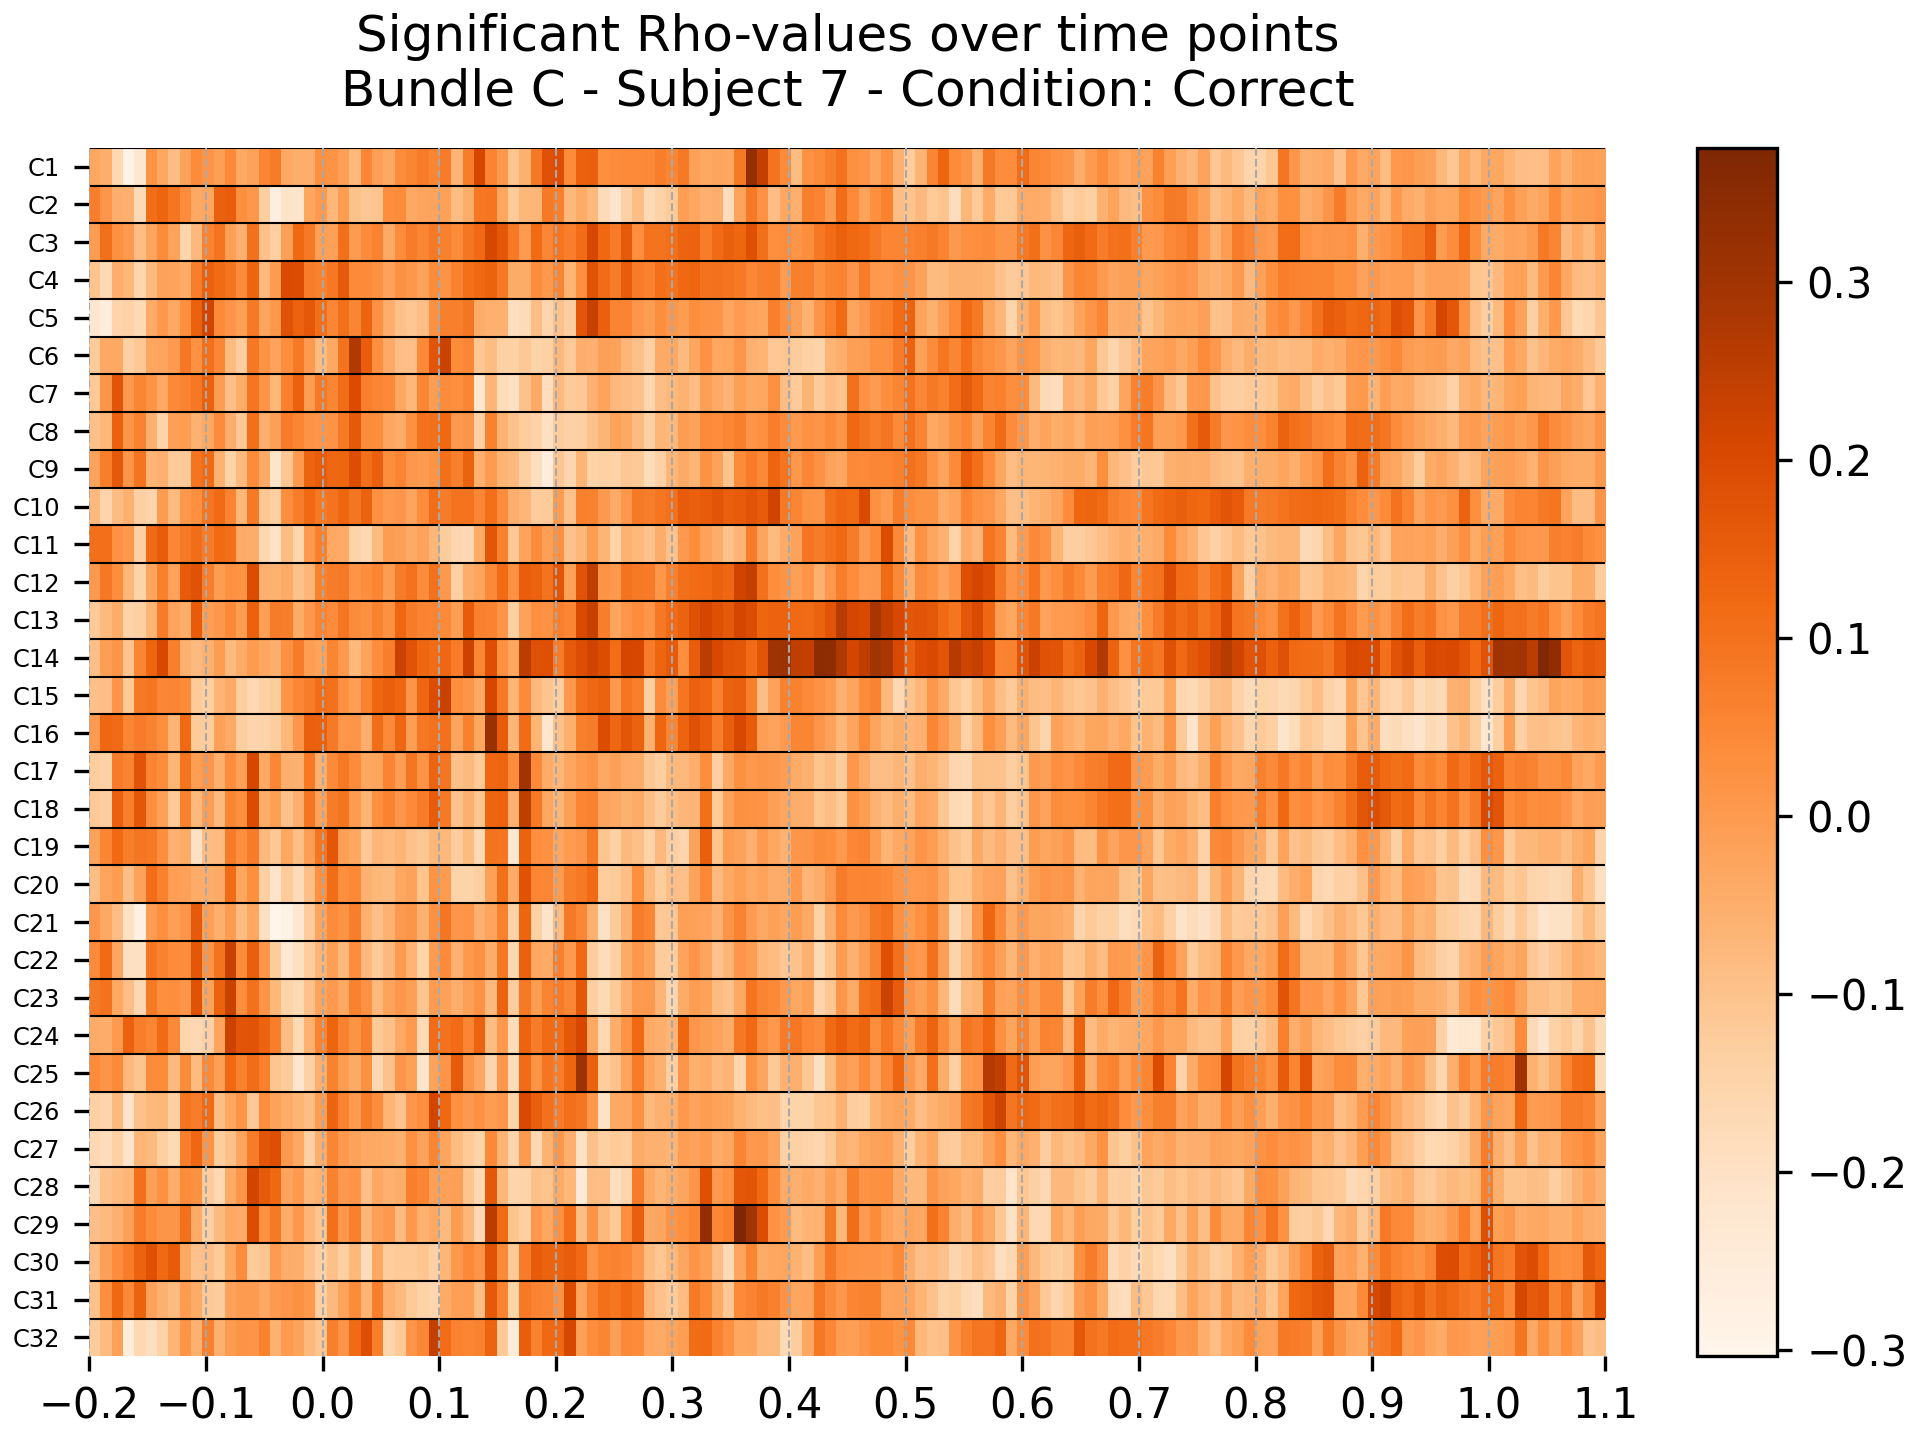 Significant Rho-values over time points
Bundle C - Subject 7 - Condition: Correct
C1
C2
C3
C4
C5
C6
C7
C8
C9
C10
C11
C12
C13
C14
C15
C16
C17
C18
C19
C20
C21
C22
C23
C24
C25
C26
C27
C28
C29
C30
C31
C32
−0.2 −0.1 0.0 0.1 0.2 0.3 0.4 0.5 0.6 0.7 0.8 0.9 1.0 1.1
0.3
0.2
0.1
0.0
−0.1
−0.2
−0.3